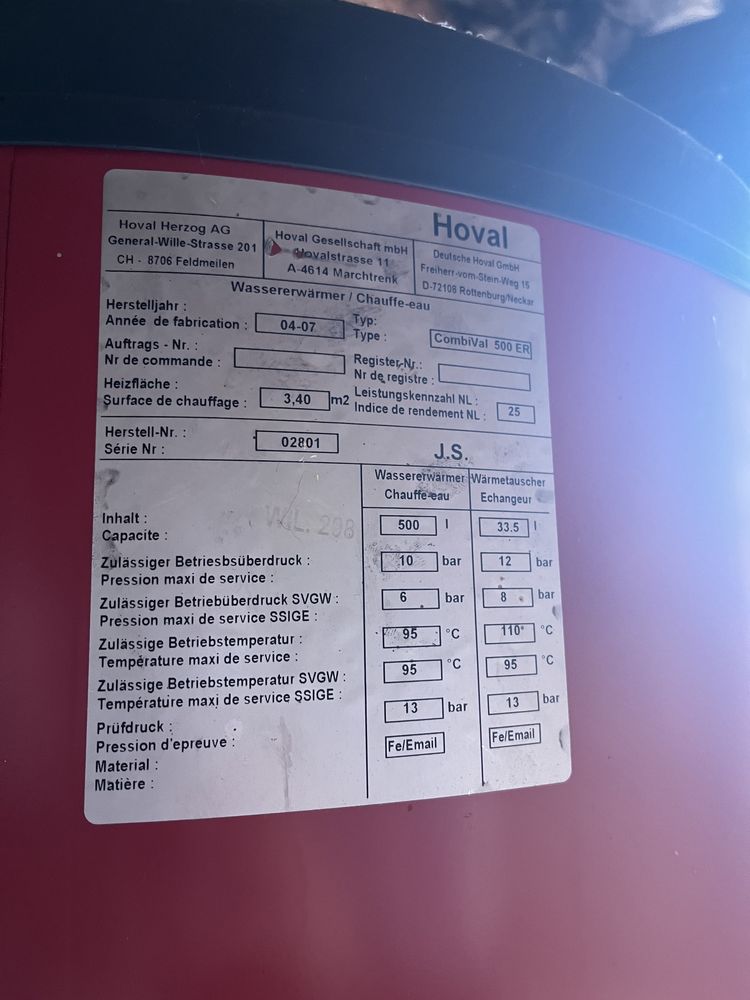 Hoval
Hoval Herzog AG
General-Wille-Strasse 201
CH - 8706 Feldmeilen
Hoval Gesellschaft mbH
Hovalstrasse 11
A-4614 Marchtrenk
Deutsche Hoval GmbH
Freiherr-vom-Stein-Weg 15
D-72108 Rottenburg/Neckar
Wassererwärmer / Chauffe-eau
Herstelljahr :
Année de fabrication : 04-07
Typ:
Type : CombiVal 500 ER
Auftrags - Nr. :
Nr de commande :
Register-Nr.:
Nr de registre :
Heizfläche :
Surface de chauffage : 3,40 m2
Leistungskennzahl NL :
Indice de rendement NL : 25
Herstell-Nr. :
Série Nr : 02801
J.S.
Wassererwärmer Wärmetauscher
Chauffe-eau Echangeur
WGL. 298
Inhalt :
Capacite : 500 l 33.5 l
Zulässiger Betriesbsüberdruck : 10 bar 12 bar
Pression maxi de service :
Zulässiger Betriebüberdruck SVGW : 6 bar 8 bar
Pression maxi de service SSIGE :
Zulässige Betriebstemperatur : 95 °C 110° °C
Température maxi de service :
Zulässige Betriebstemperatur SVGW : 95 °C 95 °C
Température maxi de service SSIGE :
Prüfdruck : 13 bar 13 bar
Pression d'epreuve :
Material : Fe/Email Fe/Email
Matière :